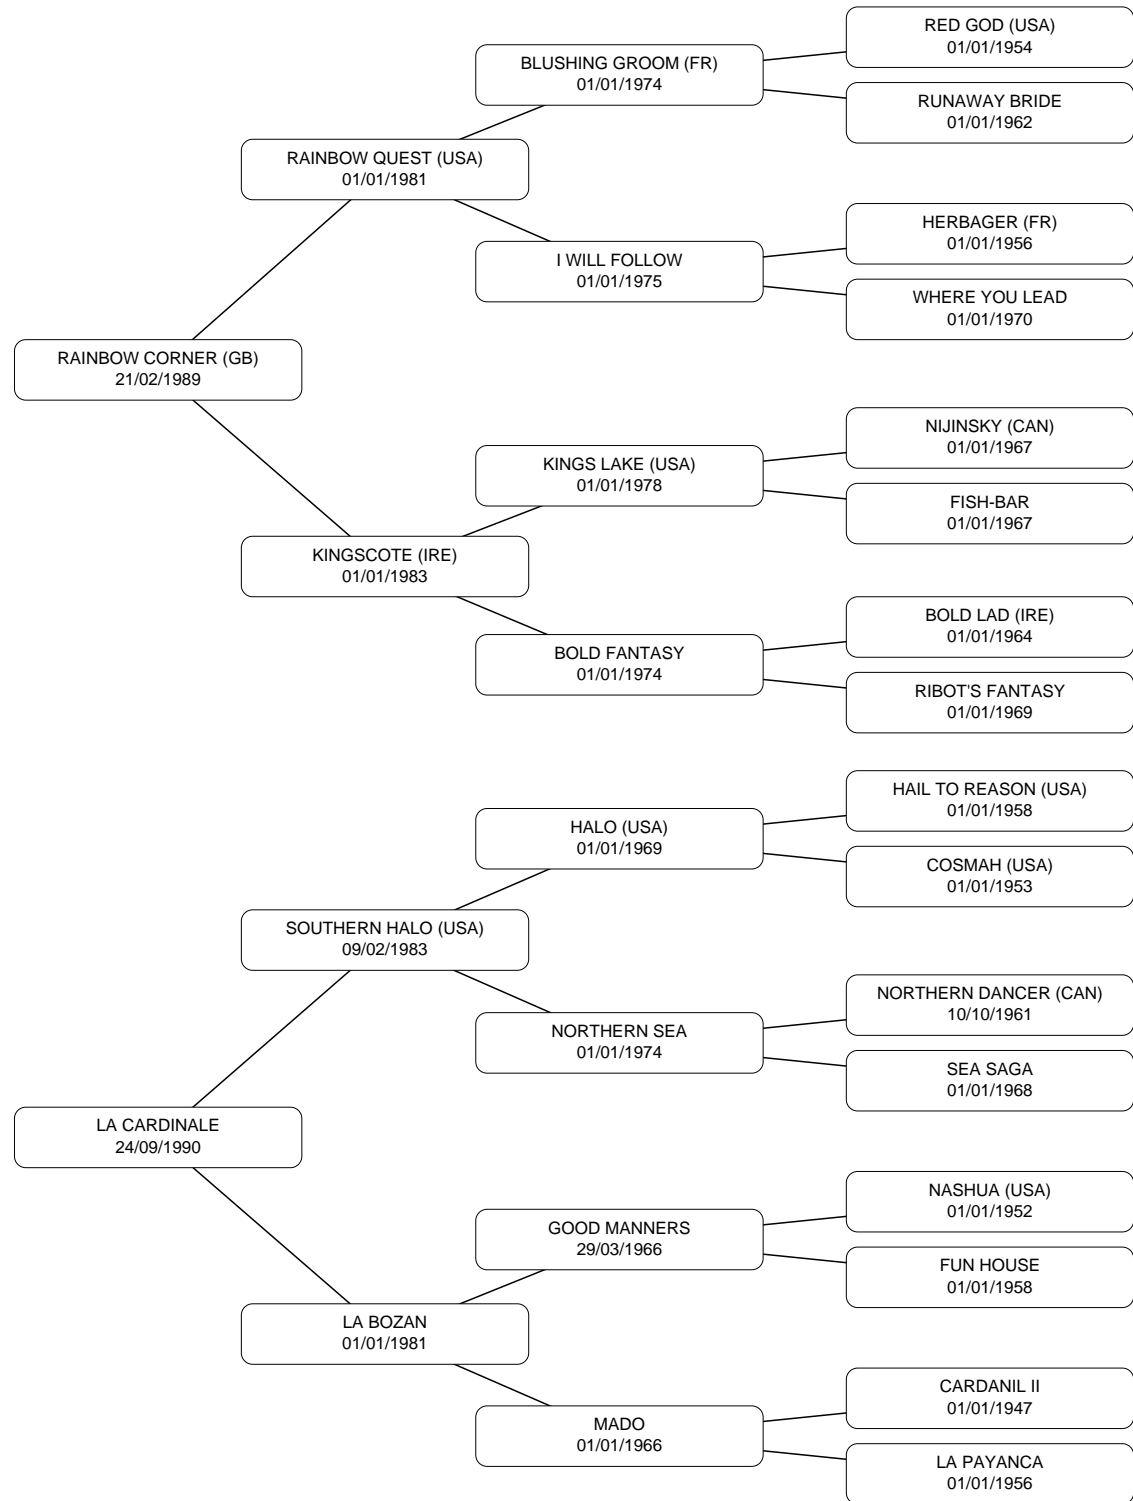 RED GOD (USA)
01/01/1954
BLUSHING GROOM (FR)
01/01/1974
RUNAWAY BRIDE
01/01/1962
RAINBOW QUEST (USA)
01/01/1981
HERBAGER (FR)
01/01/1956
I WILL FOLLOW
01/01/1975
WHERE YOU LEAD
01/01/1970
RAINBOW CORNER (GB)
21/02/1989
NIJINSKY (CAN)
01/01/1967
KINGS LAKE (USA)
01/01/1978
FISH-BAR
01/01/1967
KINGSCOTE (IRE)
01/01/1983
BOLD LAD (IRE)
01/01/1964
BOLD FANTASY
01/01/1974
RIBOT'S FANTASY
01/01/1969
HAIL TO REASON (USA)
01/01/1958
HALO (USA)
01/01/1969
COSMAH (USA)
01/01/1953
SOUTHERN HALO (USA)
09/02/1983
NORTHERN DANCER (CAN)
10/10/1961
NORTHERN SEA
01/01/1974
SEA SAGA
01/01/1968
LA CARDINALE
24/09/1990
NASHUA (USA)
01/01/1952
GOOD MANNERS
29/03/1966
FUN HOUSE
01/01/1958
LA BOZAN
01/01/1981
CARDANIL II
01/01/1947
MADO
01/01/1966
LA PAYANCA
01/01/1956